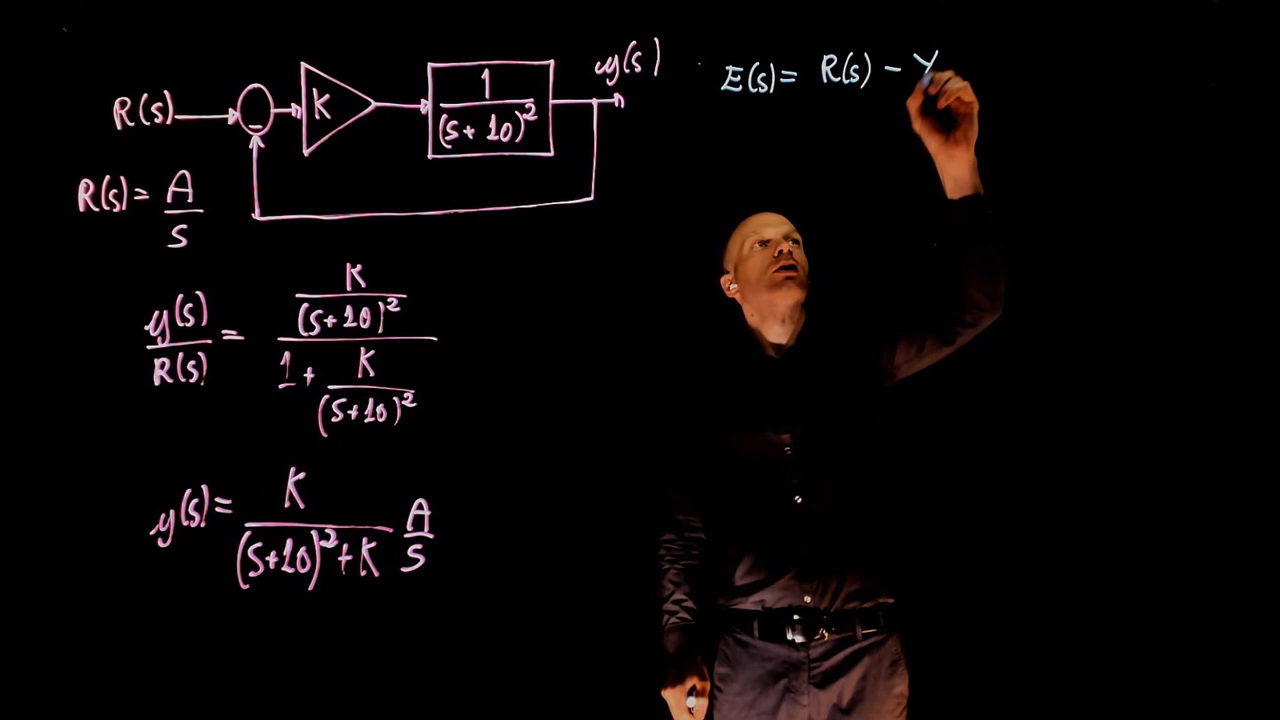 R(s)
K
1
(s+10)²
-
y(s)
R(s) = A/s
y(s)/R(s) = K/(s+10)² / 1 + K/(s+10)²
y(s) = K/(s+10)²+K A/s
E(s) = R(s) - Y